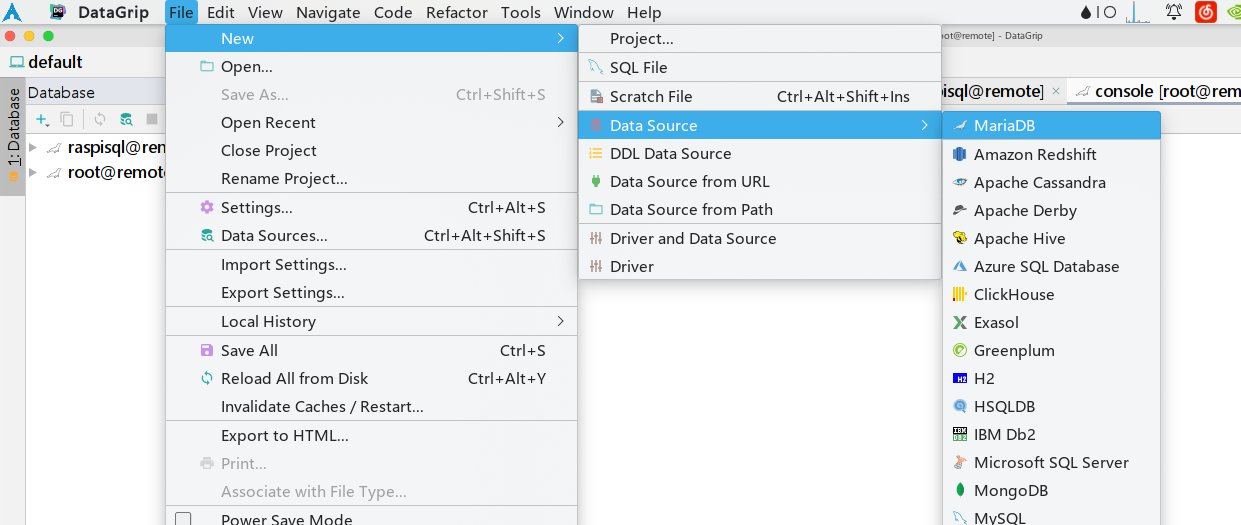 DataGrip File Edit View Navigate Code Refactor Tools Window Help
ot@remote] - DataGrip
default
isql@remote] × console [root@rem
1: Database
Database
raspisql@ren
root@remot
New
Open...
Save As... Ctrl+Shift+S
Open Recent
Close Project
Rename Project...
Settings... Ctrl+Alt+S
Data Sources... Ctrl+Alt+Shift+S
Import Settings...
Export Settings...
Local History
Save All Ctrl+S
Reload All from Disk Ctrl+Alt+Y
Invalidate Caches / Restart...
Export to HTML...
Print...
Associate with File Type...
Power Save Mode
Project...
SQL File
Scratch File Ctrl+Alt+Shift+Ins
Data Source
DDL Data Source
Data Source from URL
Data Source from Path
Driver and Data Source
Driver
MariaDB
Amazon Redshift
Apache Cassandra
Apache Derby
Apache Hive
Azure SQL Database
ClickHouse
Exasol
Greenplum
H2
HSQLDB
IBM Db2
Microsoft SQL Server
MongoDB
MySQL